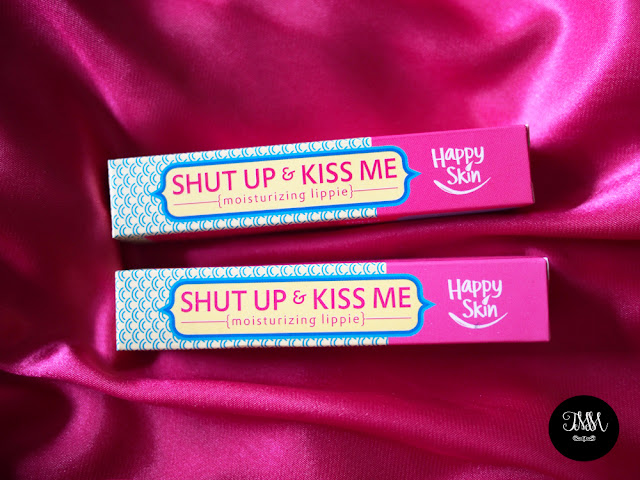 SHUT UP & KISS ME
{moisturizing lippie}
Happy
Skin
SHUT UP & KISS ME
{moisturizing lippie}
Happy
Skin